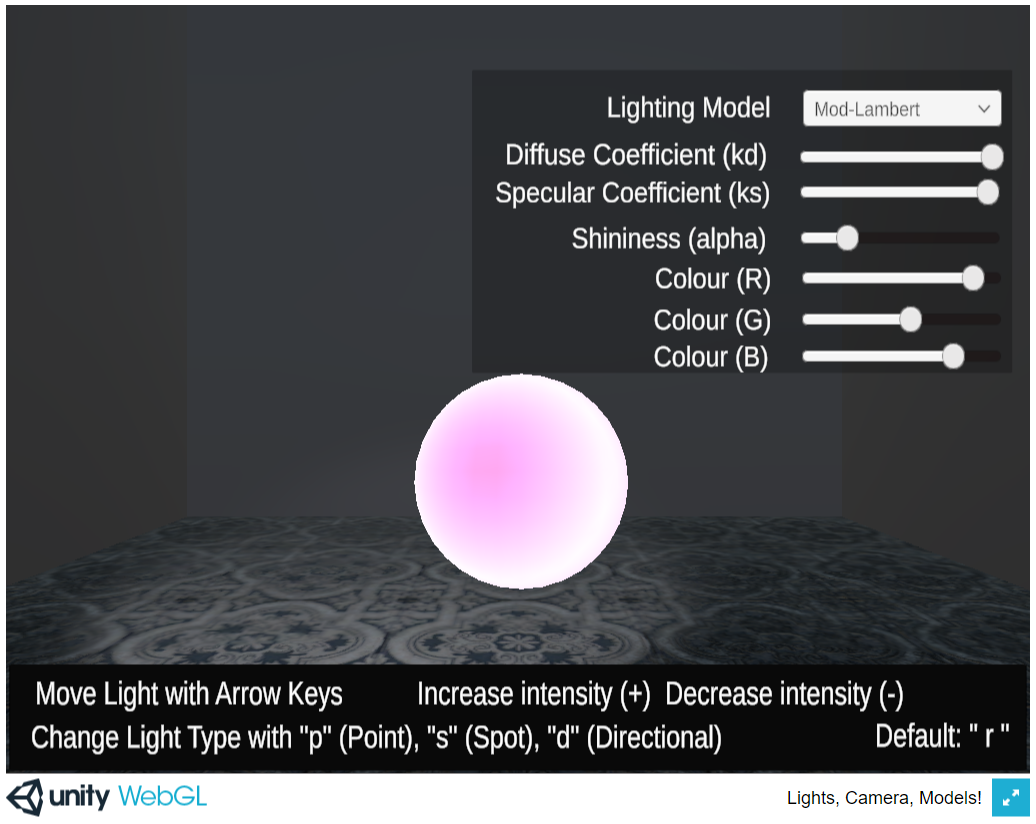 Lighting Model Mod-Lambert
Diffuse Coefficient (kd)
Specular Coefficient (ks)
Shininess (alpha)
Colour (R)
Colour (G)
Colour (B)
Move Light with Arrow Keys Increase intensity (+) Decrease intensity (-)
Change Light Type with "p" (Point), "s" (Spot), "d" (Directional) Default: " r "
unity WebGL Lights, Camera, Models!